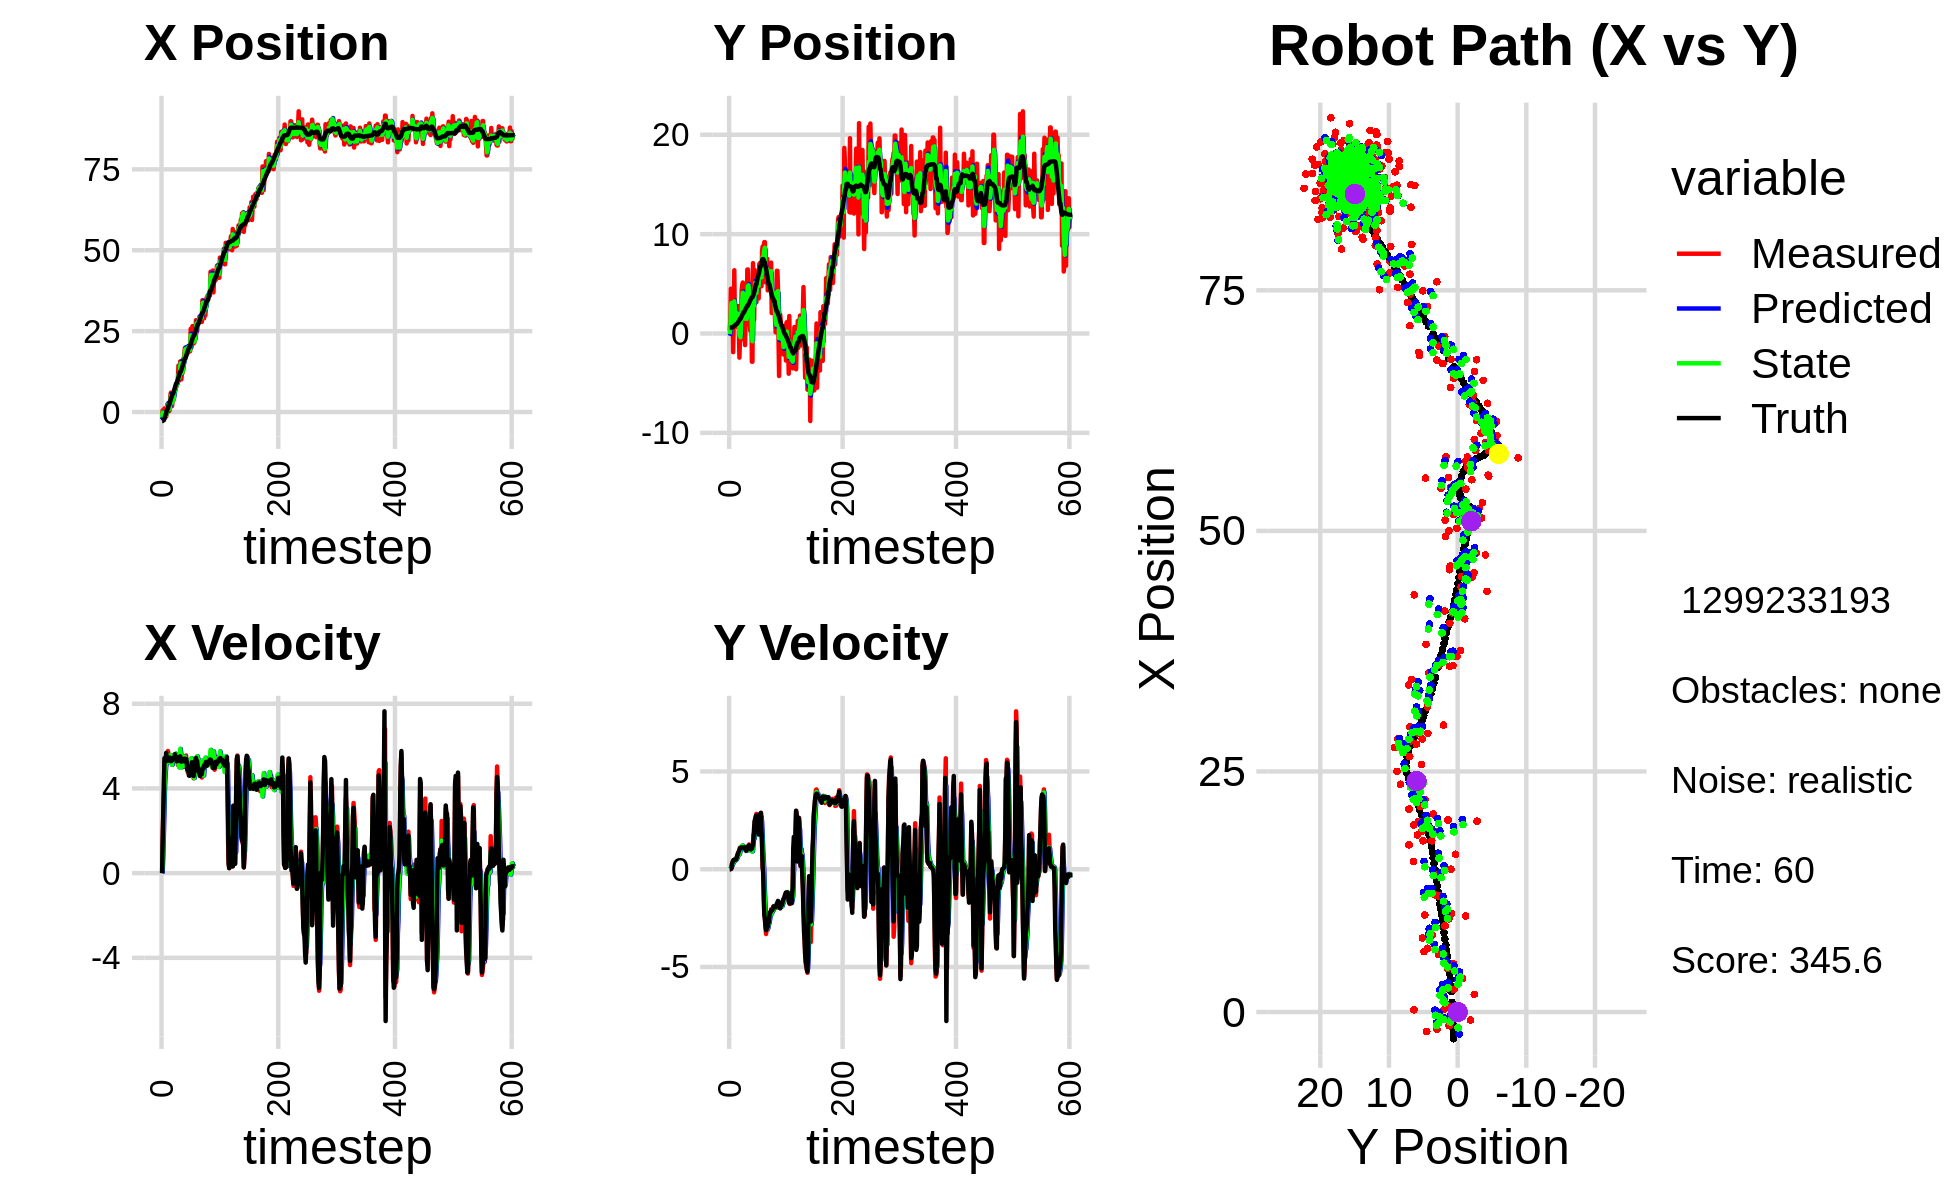 X Position
75
50
25
0
0
200
400
600
timestep
Y Position
20
10
0
-10
0
200
400
600
timestep
X Velocity
8
4
0
-4
0
200
400
600
timestep
Y Velocity
5
0
-5
0
200
400
600
timestep
Robot Path (X vs Y)
X Position
75
50
25
0
20 10 0 -10 -20
Y Position
variable
Measured
Predicted
State
Truth
1299233193
Obstacles: none
Noise: realistic
Time: 60
Score: 345.6